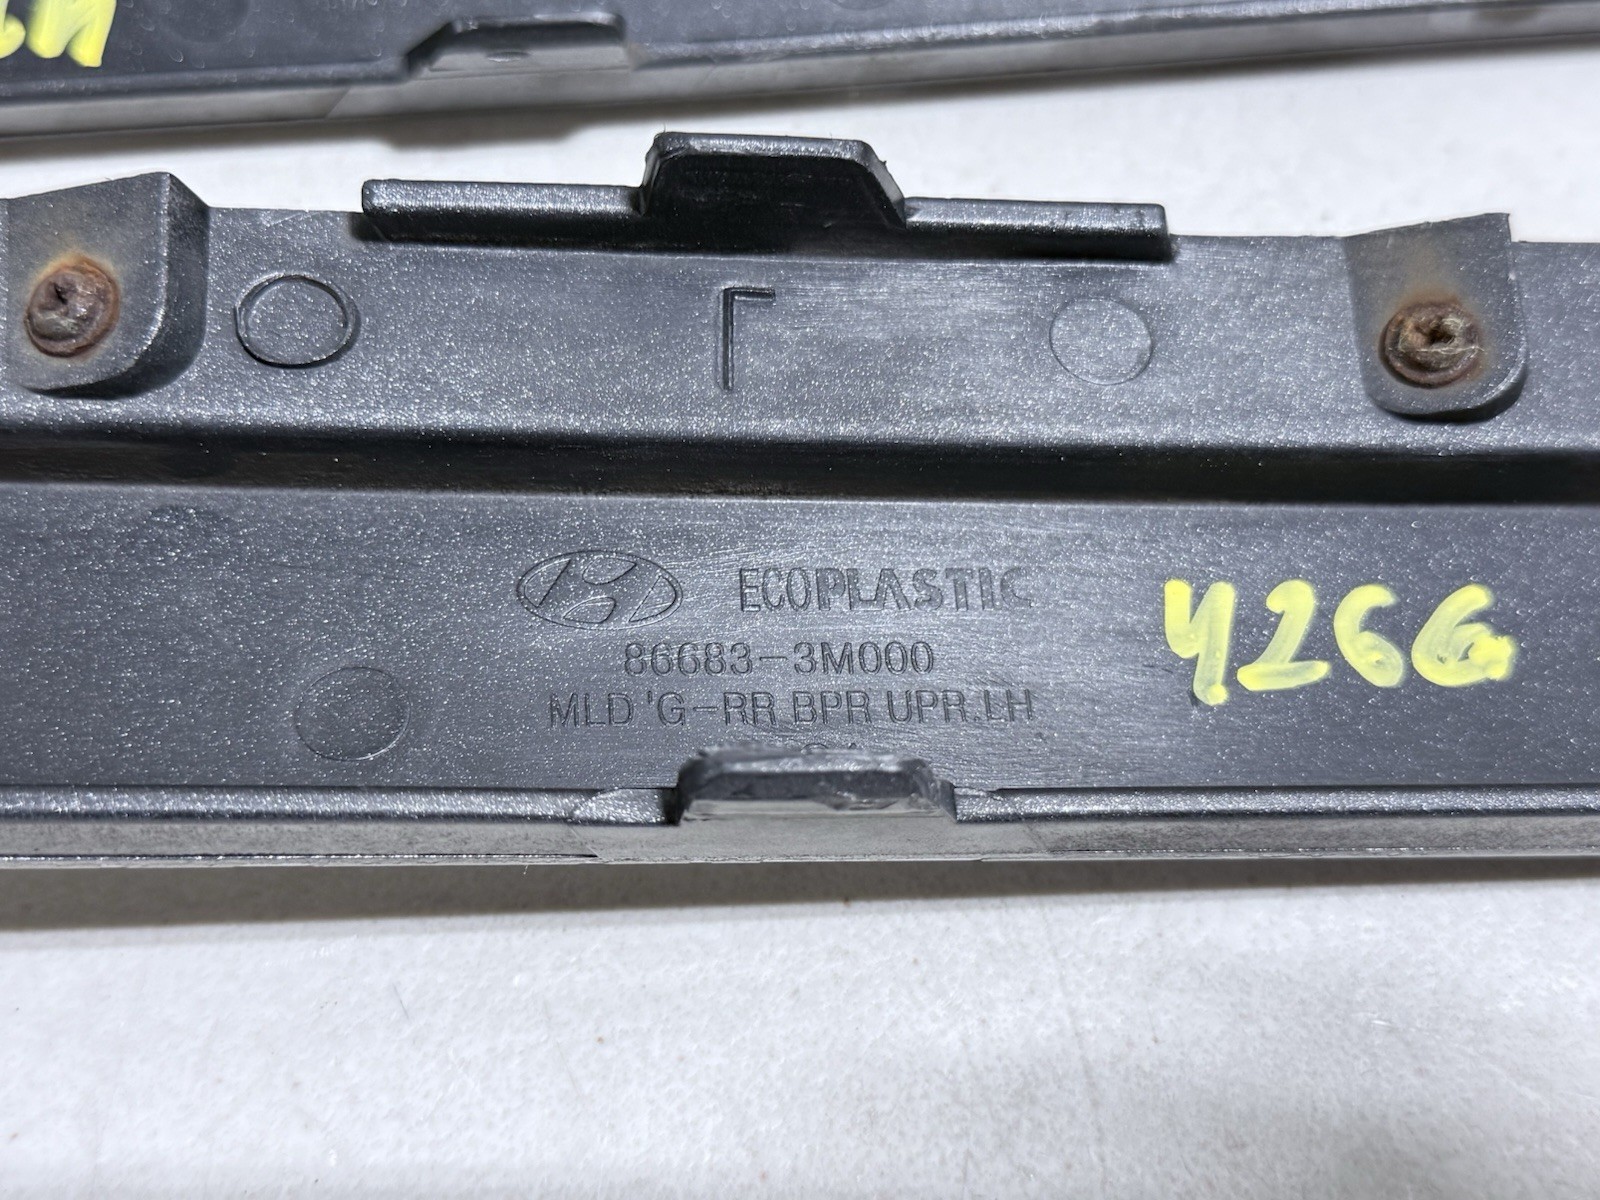 L
ECOPLASTIC
86683-3M000
MLD'G-RR BPR UPR.LH
4266